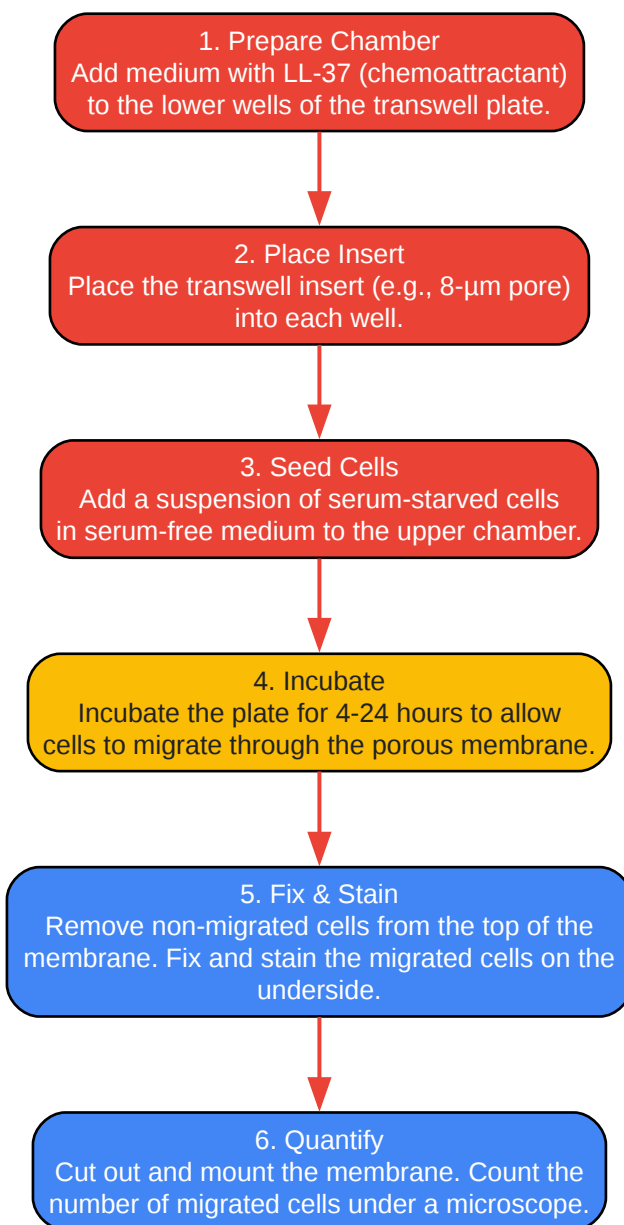 1. Prepare Chamber
Add medium with LL-37 (chemoattractant)
to the lower wells of the transwell plate.
2. Place Insert
Place the transwell insert (e.g., 8-µm pore)
into each well.
3. Seed Cells
Add a suspension of serum-starved cells
in serum-free medium to the upper chamber.
4. Incubate
Incubate the plate for 4-24 hours to allow
cells to migrate through the porous membrane.
5. Fix & Stain
Remove non-migrated cells from the top of the
membrane. Fix and stain the migrated cells on the
underside.
6. Quantify
Cut out and mount the membrane. Count the
number of migrated cells under a microscope.